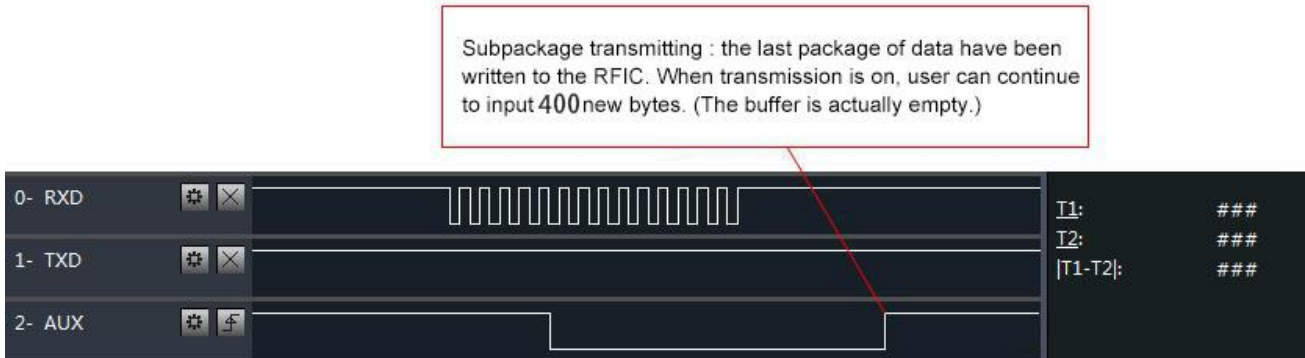 Subpackage transmitting : the last package of data have been
written to the RFIC. When transmission is on, user can continue
to input 400 new bytes. (The buffer is actually empty.)
0- RXD
1- TXD
2- AUX
T1: ###
T2: ###
|T1-T2|: ###